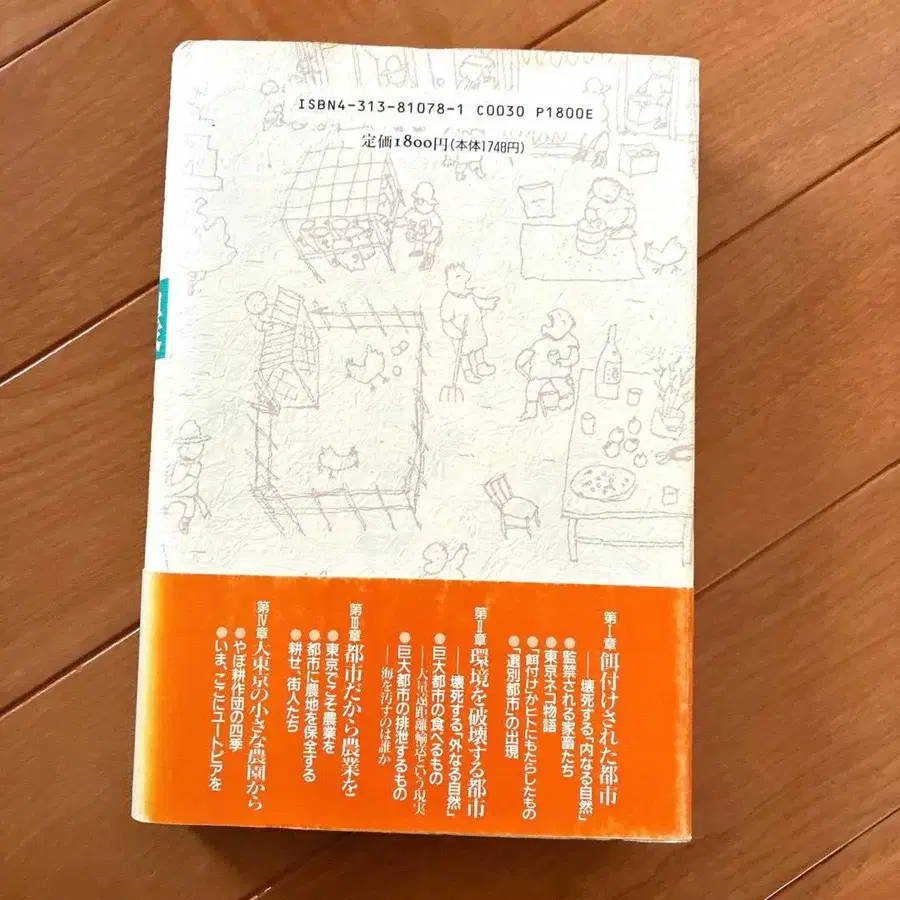 ISBN4-313-81078-1 C0030 P1800E
定価1800円(本体1748円)
酒
第Ⅰ章 餌付けされた都市
——壊死する「内なる自然」
●監禁される家畜たち
●東京ネコ物語
●「餌付け」がヒトにもたらしたもの
●「選別都市」の出現
第Ⅱ章 環境を破壊する都市
——壊死する「外なる自然」
●巨大都市の食べるもの
——大量遠距離輸送という現実
●巨大都市の排泄するもの
——海を汚すのは誰か
第Ⅲ章 都市だから農業を
●東京でこそ農業を
●都市に農地を保全する
●耕せ、街人たち
第Ⅳ章 大東京の小さな農園から
●やぼ耕作団の四季
●いま、ここにユートピアを